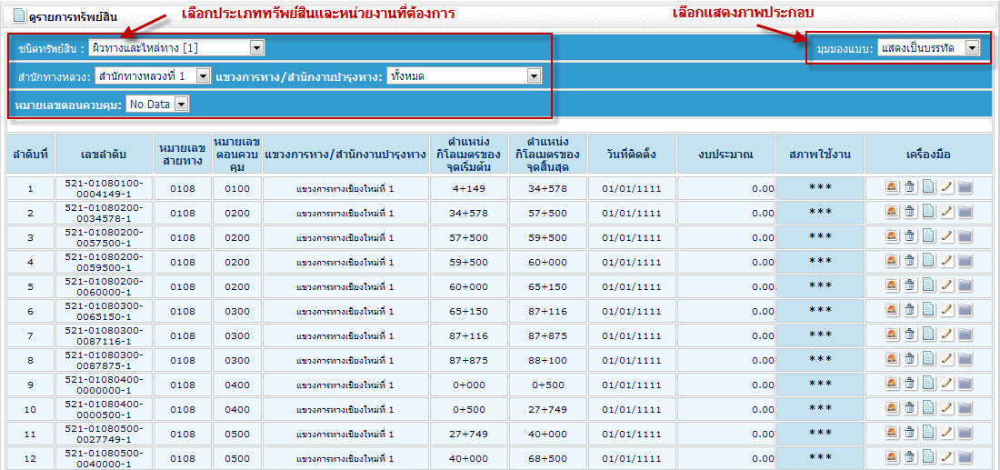 เลือกประเภททรัพย์สินและหน่วยงานที่ต้องการ
เลือกแสดงภาพประกอบ
ดูรายการทรัพย์สิน
ชนิดทรัพย์สิน : ผิวทางและไหล่ทาง [1]
มุมมองแบบ: แสดงเป็นบรรทัด
สำนักทางหลวง: สำนักทางหลวงที่ 1 แขวงการทาง/สำนักงานบำรุงทาง: ทั้งหมด
หมายเลขตอนควบคุม: No Data
ลำดับที่ เลขลำดับ หมายเลขสายทาง หมายเลขตอนควบคุม แขวงการทาง/สำนักงานบำรุงทาง ตำแหน่งกิโลเมตรของจุดเริ่มต้น ตำแหน่งกิโลเมตรของจุดสิ้นสุด วันที่ติดตั้ง งบประมาณ สภาพใช้งาน เครื่องมือ
1 521-01080100-0004149-1 0108 0100 แขวงการทางเชียงใหม่ที่ 1 4+149 34+578 01/01/1111 0.00 ***
2 521-01080200-0034578-1 0108 0200 แขวงการทางเชียงใหม่ที่ 1 34+578 57+500 01/01/1111 0.00 ***
3 521-01080200-0057500-1 0108 0200 แขวงการทางเชียงใหม่ที่ 1 57+500 59+500 01/01/1111 0.00 ***
4 521-01080200-0059500-1 0108 0200 แขวงการทางเชียงใหม่ที่ 1 59+500 60+000 01/01/1111 0.00 ***
5 521-01080200-0060000-1 0108 0200 แขวงการทางเชียงใหม่ที่ 1 60+000 65+150 01/01/1111 0.00 ***
6 521-01080300-0065150-1 0108 0300 แขวงการทางเชียงใหม่ที่ 1 65+150 87+116 01/01/1111 0.00 ***
7 521-01080300-0087116-1 0108 0300 แขวงการทางเชียงใหม่ที่ 1 87+116 87+875 01/01/1111 0.00 ***
8 521-01080300-0087875-1 0108 0300 แขวงการทางเชียงใหม่ที่ 1 87+875 88+100 01/01/1111 0.00 ***
9 521-01080400-0000000-1 0108 0400 แขวงการทางเชียงใหม่ที่ 1 0+000 0+500 01/01/1111 0.00 ***
10 521-01080400-0000500-1 0108 0400 แขวงการทางเชียงใหม่ที่ 1 0+500 27+749 01/01/1111 0.00 ***
11 521-01080500-0027749-1 0108 0500 แขวงการทางเชียงใหม่ที่ 1 27+749 40+000 01/01/1111 0.00 ***
12 521-01080500-0040000-1 0108 0500 แขวงการทางเชียงใหม่ที่ 1 40+000 68+500 01/01/1111 0.00 ***